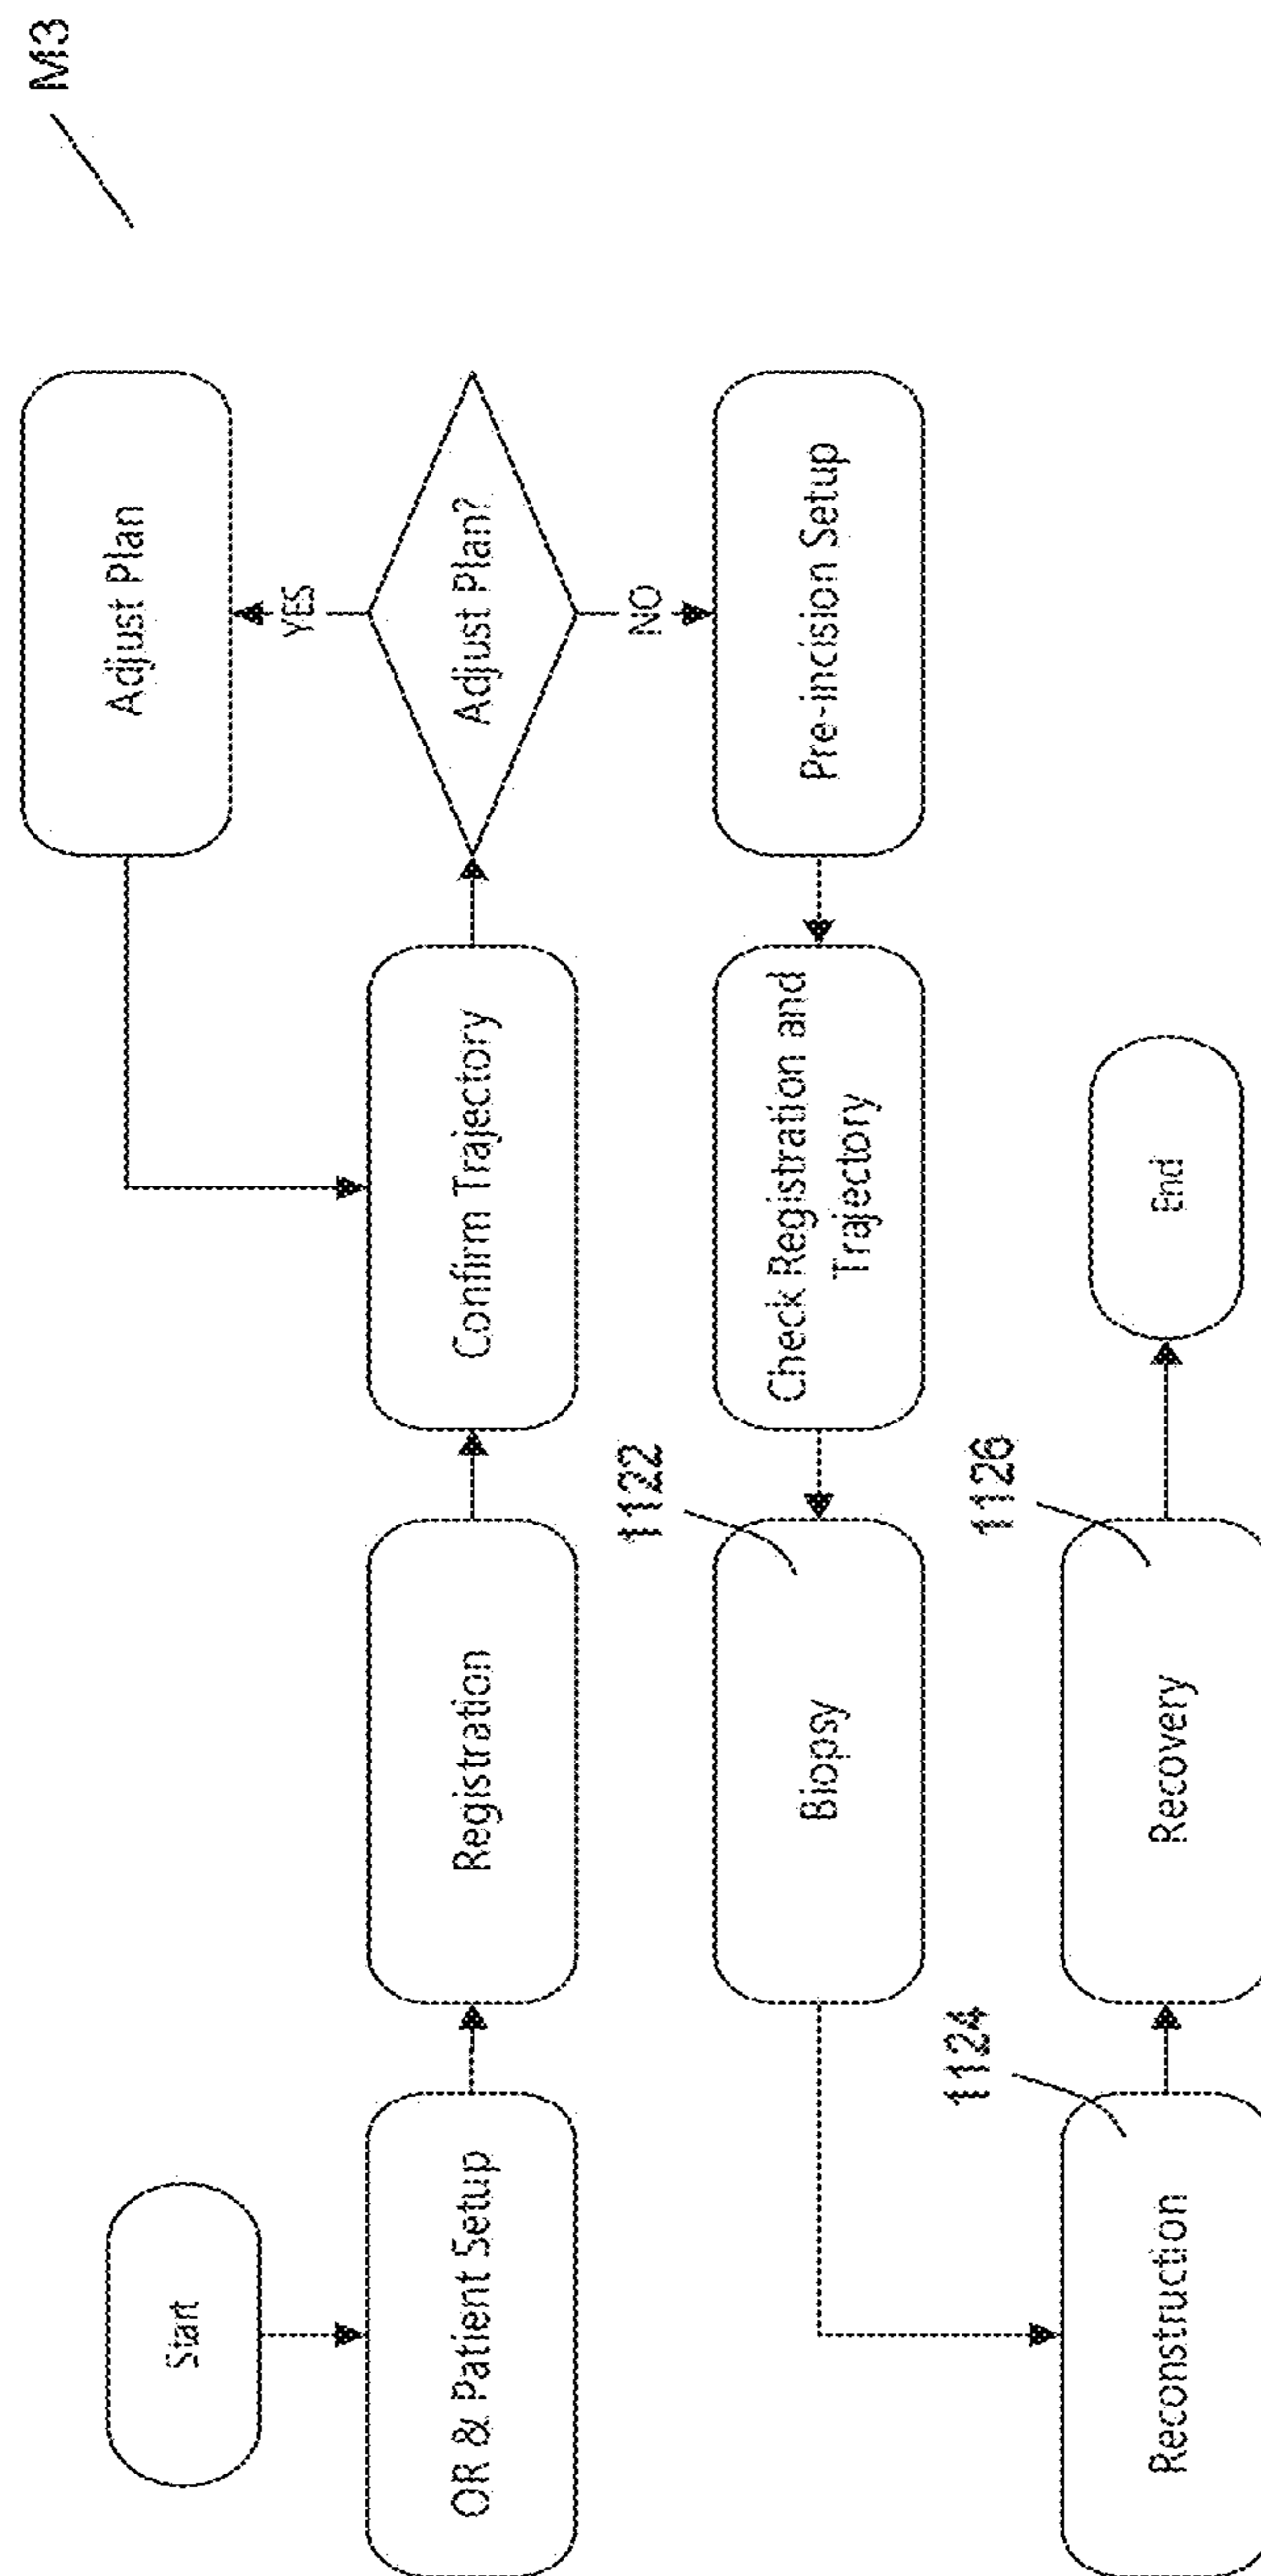 M3
Start
Adjust Plan
OR & Patient Setup
Registration
Confirm Trajectory
Adjust Plan?
YES
NO
1122
Biopsy
Check Registration and
Trajectory
Pre-incision Setup
1124
1126
Reconstruction
Recovery
End